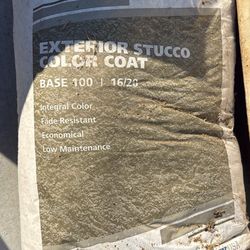 EXTERIOR STUCCO
COLOR COAT
BASE 100 | 16/20
Integral Color
Fade Resistant
Economical
Low Maintenance